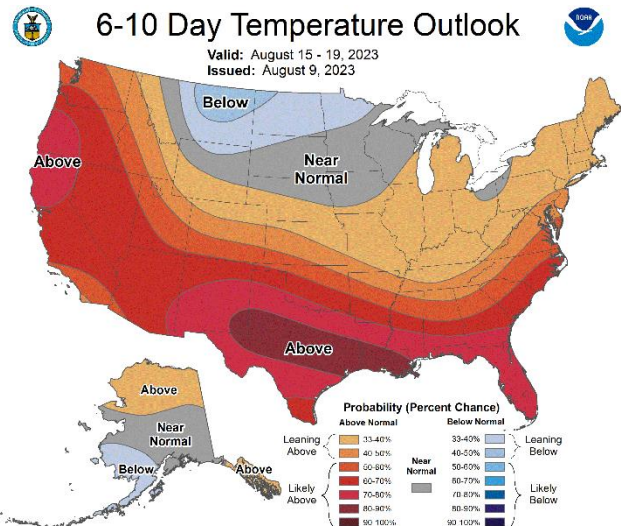 6-10 Day Temperature Outlook
NOAA
Valid: August 15 - 19, 2023
Issued: August 9, 2023
Below
Above
Near
Normal
Above
Above
Near
Normal
Below
Above
Probability (Percent Chance)
Above Normal
Below Normal
Leaning
Above
33-40%
40-50%
Likely
Above
50-60%
60-70%
70-80%
80-90%
90-100%
Near
Normal
33-40%
40-50%
Leaning
Below
50-60%
60-70%
70-80%
80-90%
90-100%
Likely
Below